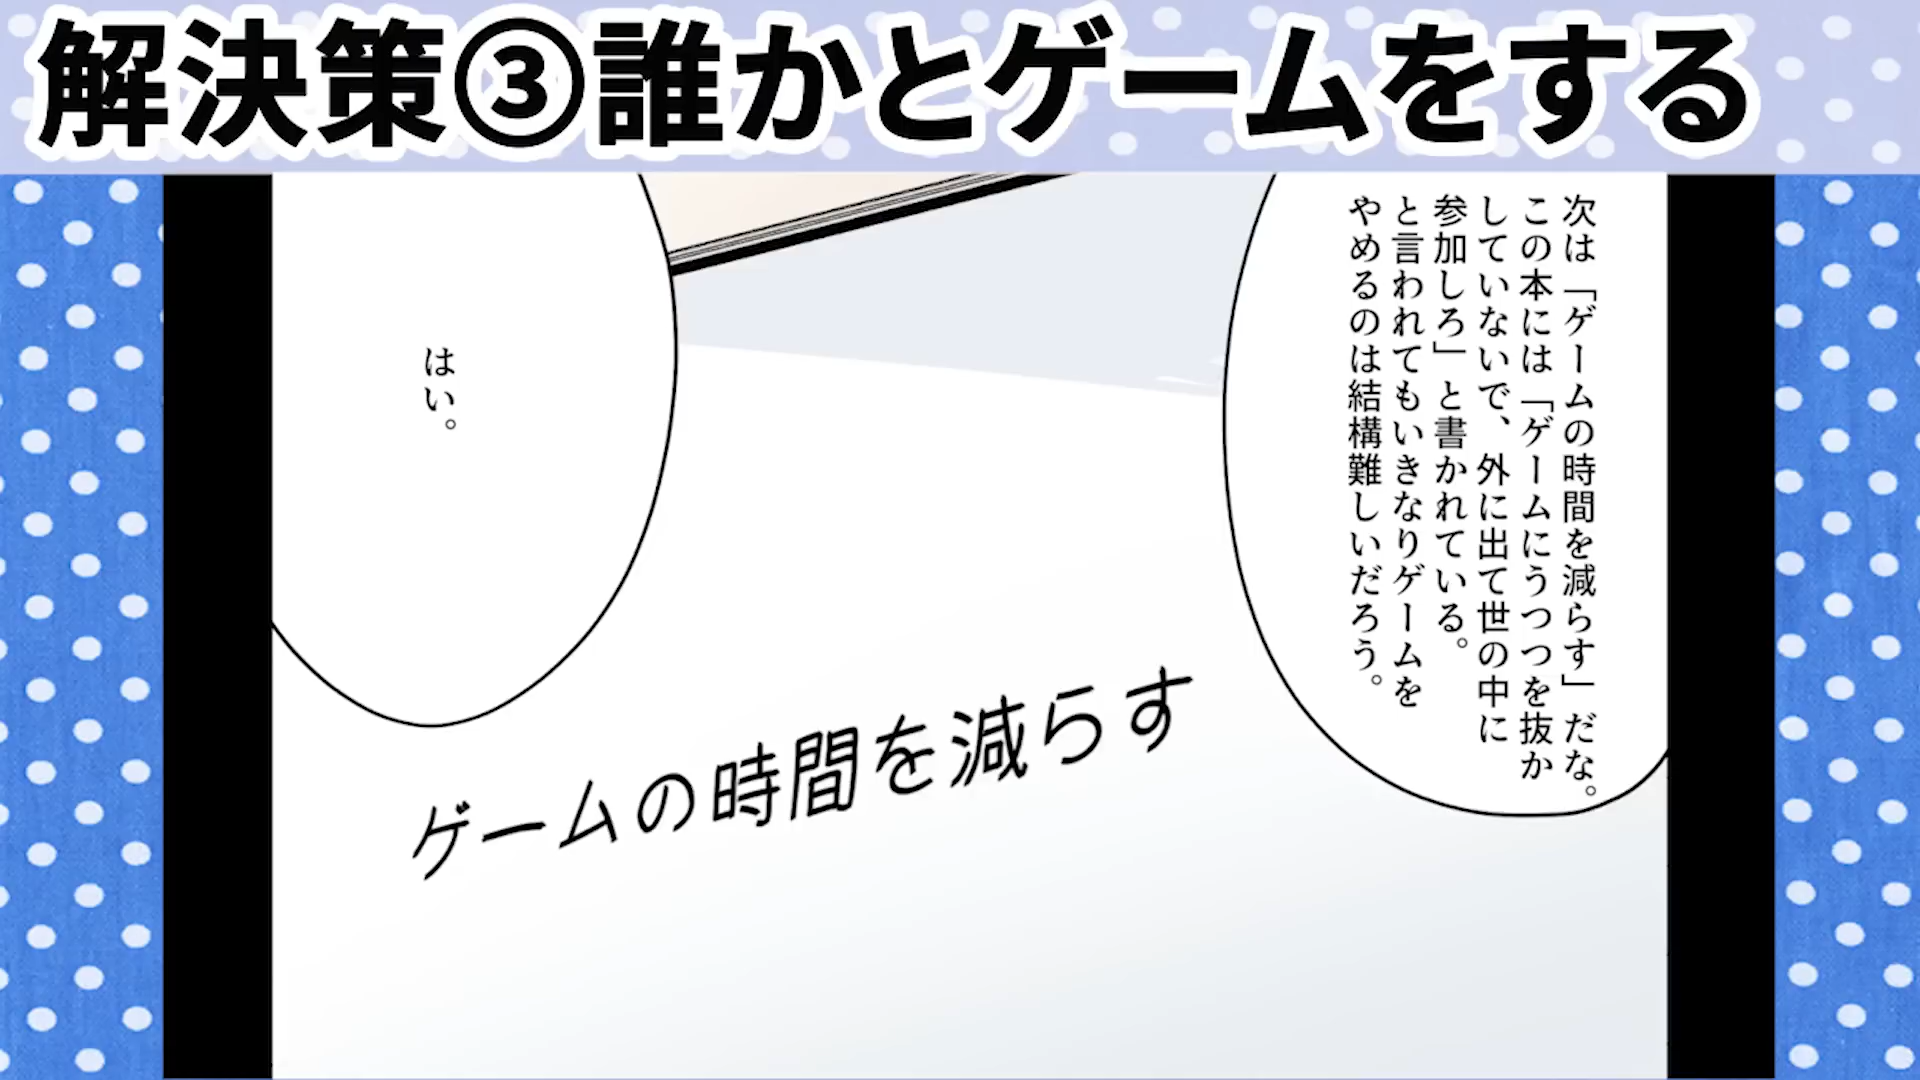 解決策③誰かとゲームをする
次は「ゲームの時間を減らす」だな。
この本には「ゲームにうつつを抜か
していないで、外に出て世の中に
参加しろ」と書かれている。
と言われてもいきなりゲームを
やめるのは結構難しいだろう。
はい。
ゲームの時間を減らす